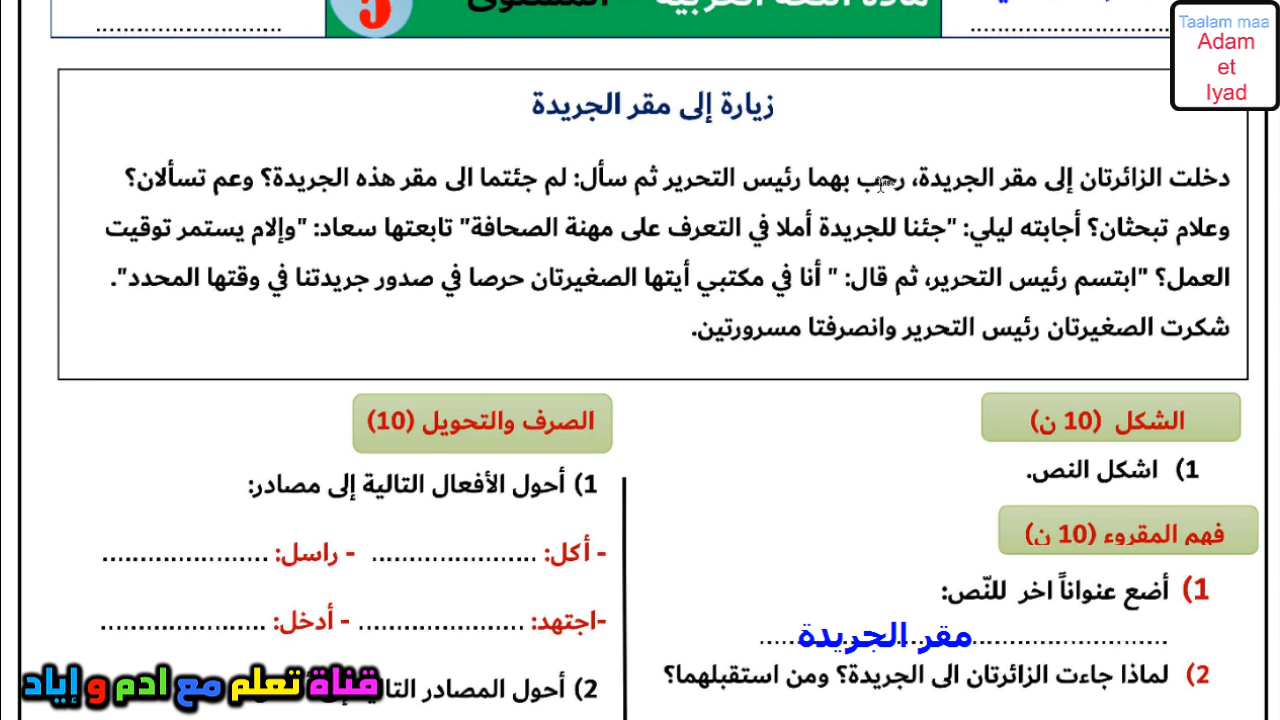 مادة اللغة العربية - المستوى
5
Taalam maa
Adam
et
Iyad
زيارة إلى مقر الجريدة
دخلت الزائرتان إلى مقر الجريدة، رحب بهما رئيس التحرير ثم سأل: لم جئتما الى مقر هذه الجريدة؟ وعم تسألان؟
وعلام تبحثان؟ أجابته ليلي: "جئنا للجريدة أملا في التعرف على مهنة الصحافة" تابعتها سعاد: "وإلام يستمر توقيت
العمل؟ "ابتسم رئيس التحرير، ثم قال: " أنا في مكتبي أيتها الصغيرتان حرصا في صدور جريدتنا في وقتها المحدد".
شكرت الصغيرتان رئيس التحرير وانصرفتا مسرورتين.
الشكل (10 ن)
1) اشكل النص.
فهم المقروء (10 ن)
1) أضع عنواناً اخر للنّص:
مقر الجريدة
2) لماذا جاءت الزائرتان الى الجريدة؟ ومن استقبلهما؟
الصرف والتحويل (10)
1) أحول الأفعال التالية إلى مصادر:
- أكل: ...................... - راسل: ......................
-اجتهد: ...................... - أدخل: ......................
2) أحول المصادر
قناة تعلم مع ادم و إياد